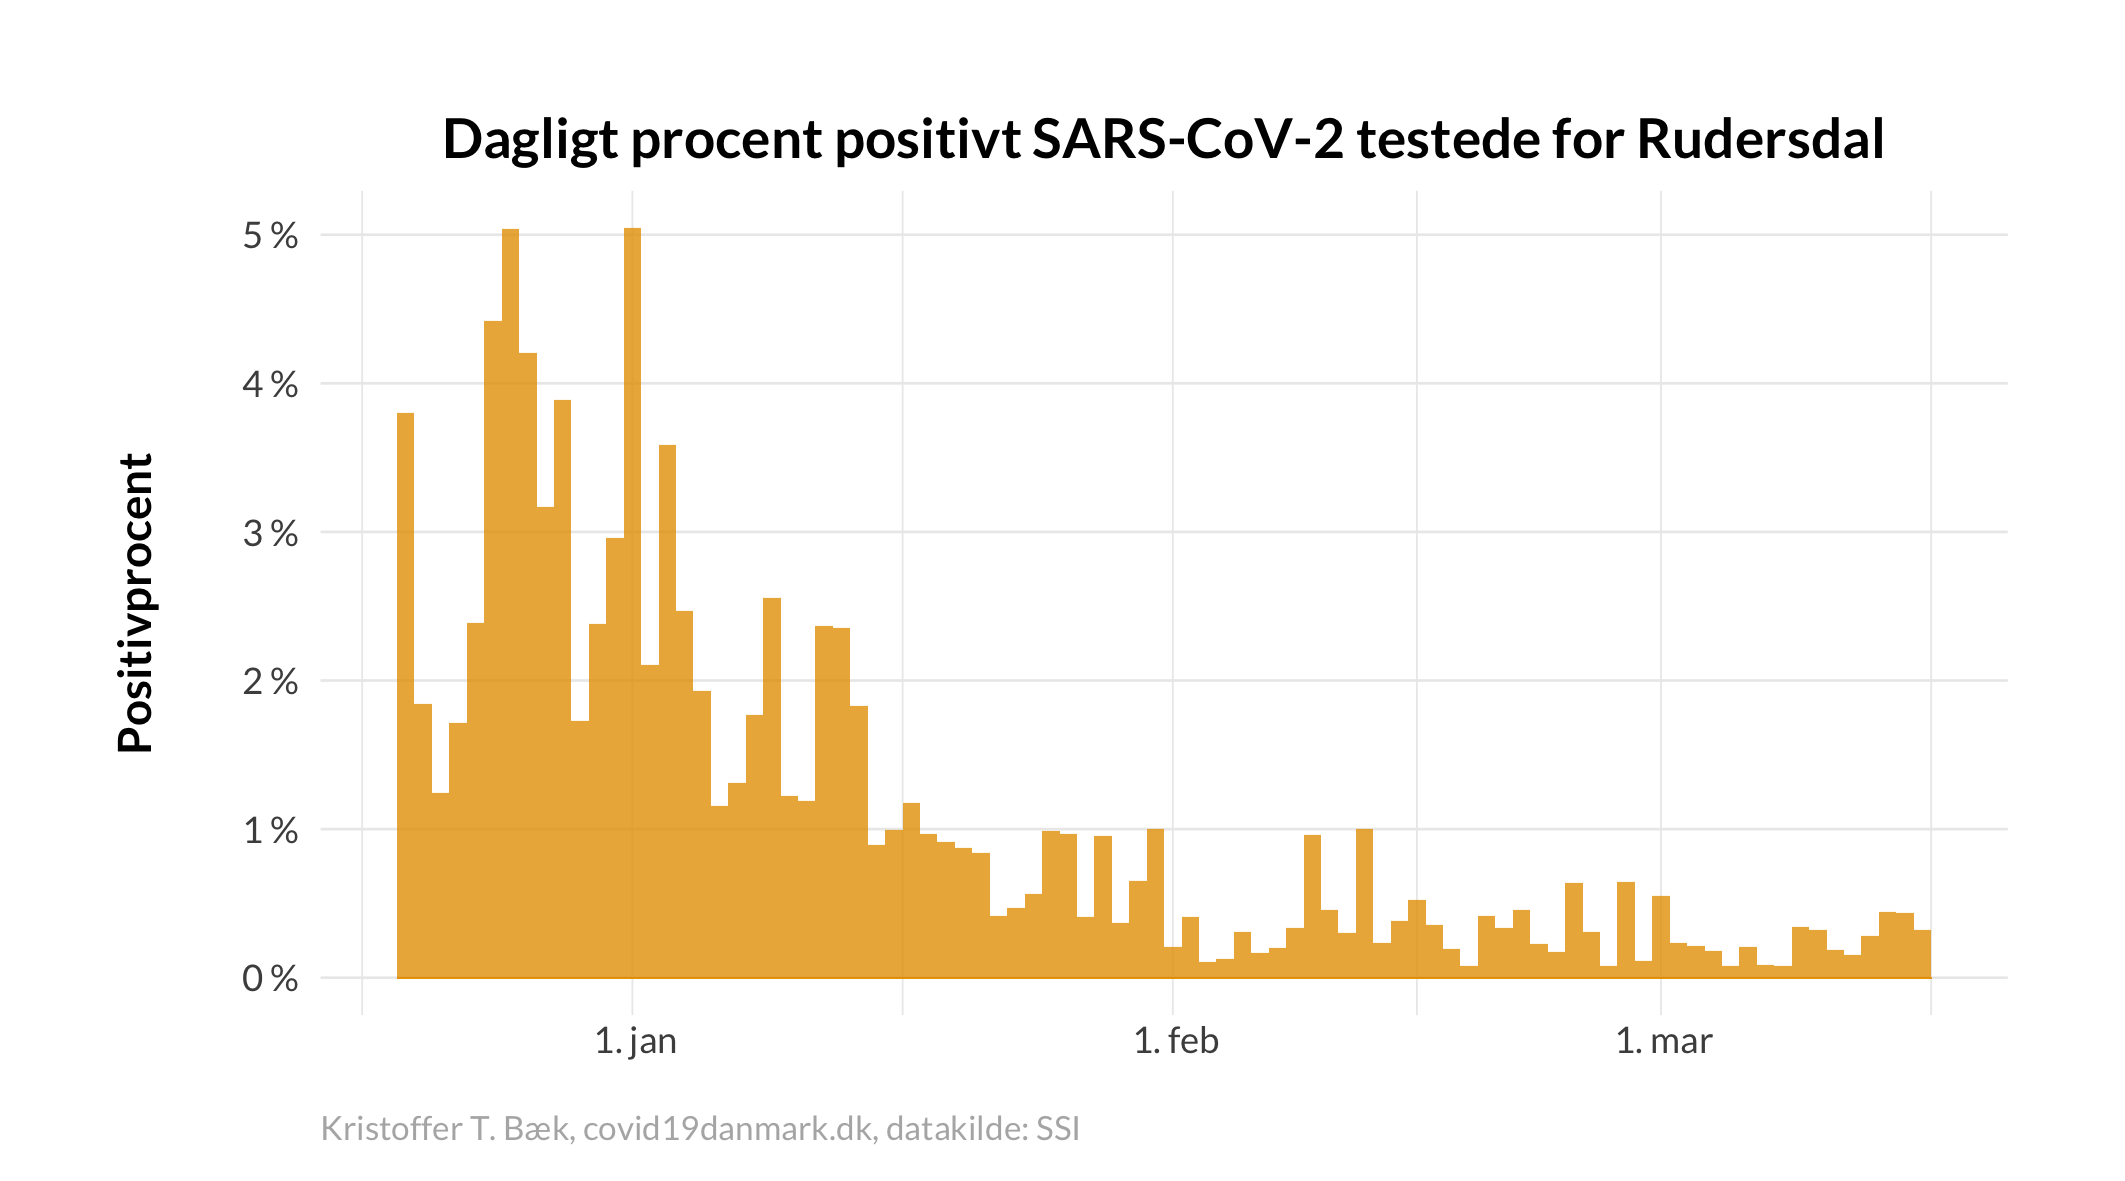 Dagligt procent positivt SARS-CoV-2 testede for Rudersdal
Positivprocent
5 %
4 %
3 %
2 %
1 %
0 %
1. jan
1. feb
1. mar
Kristoffer T. Bæk, covid19danmark.dk, datakilde: SSI